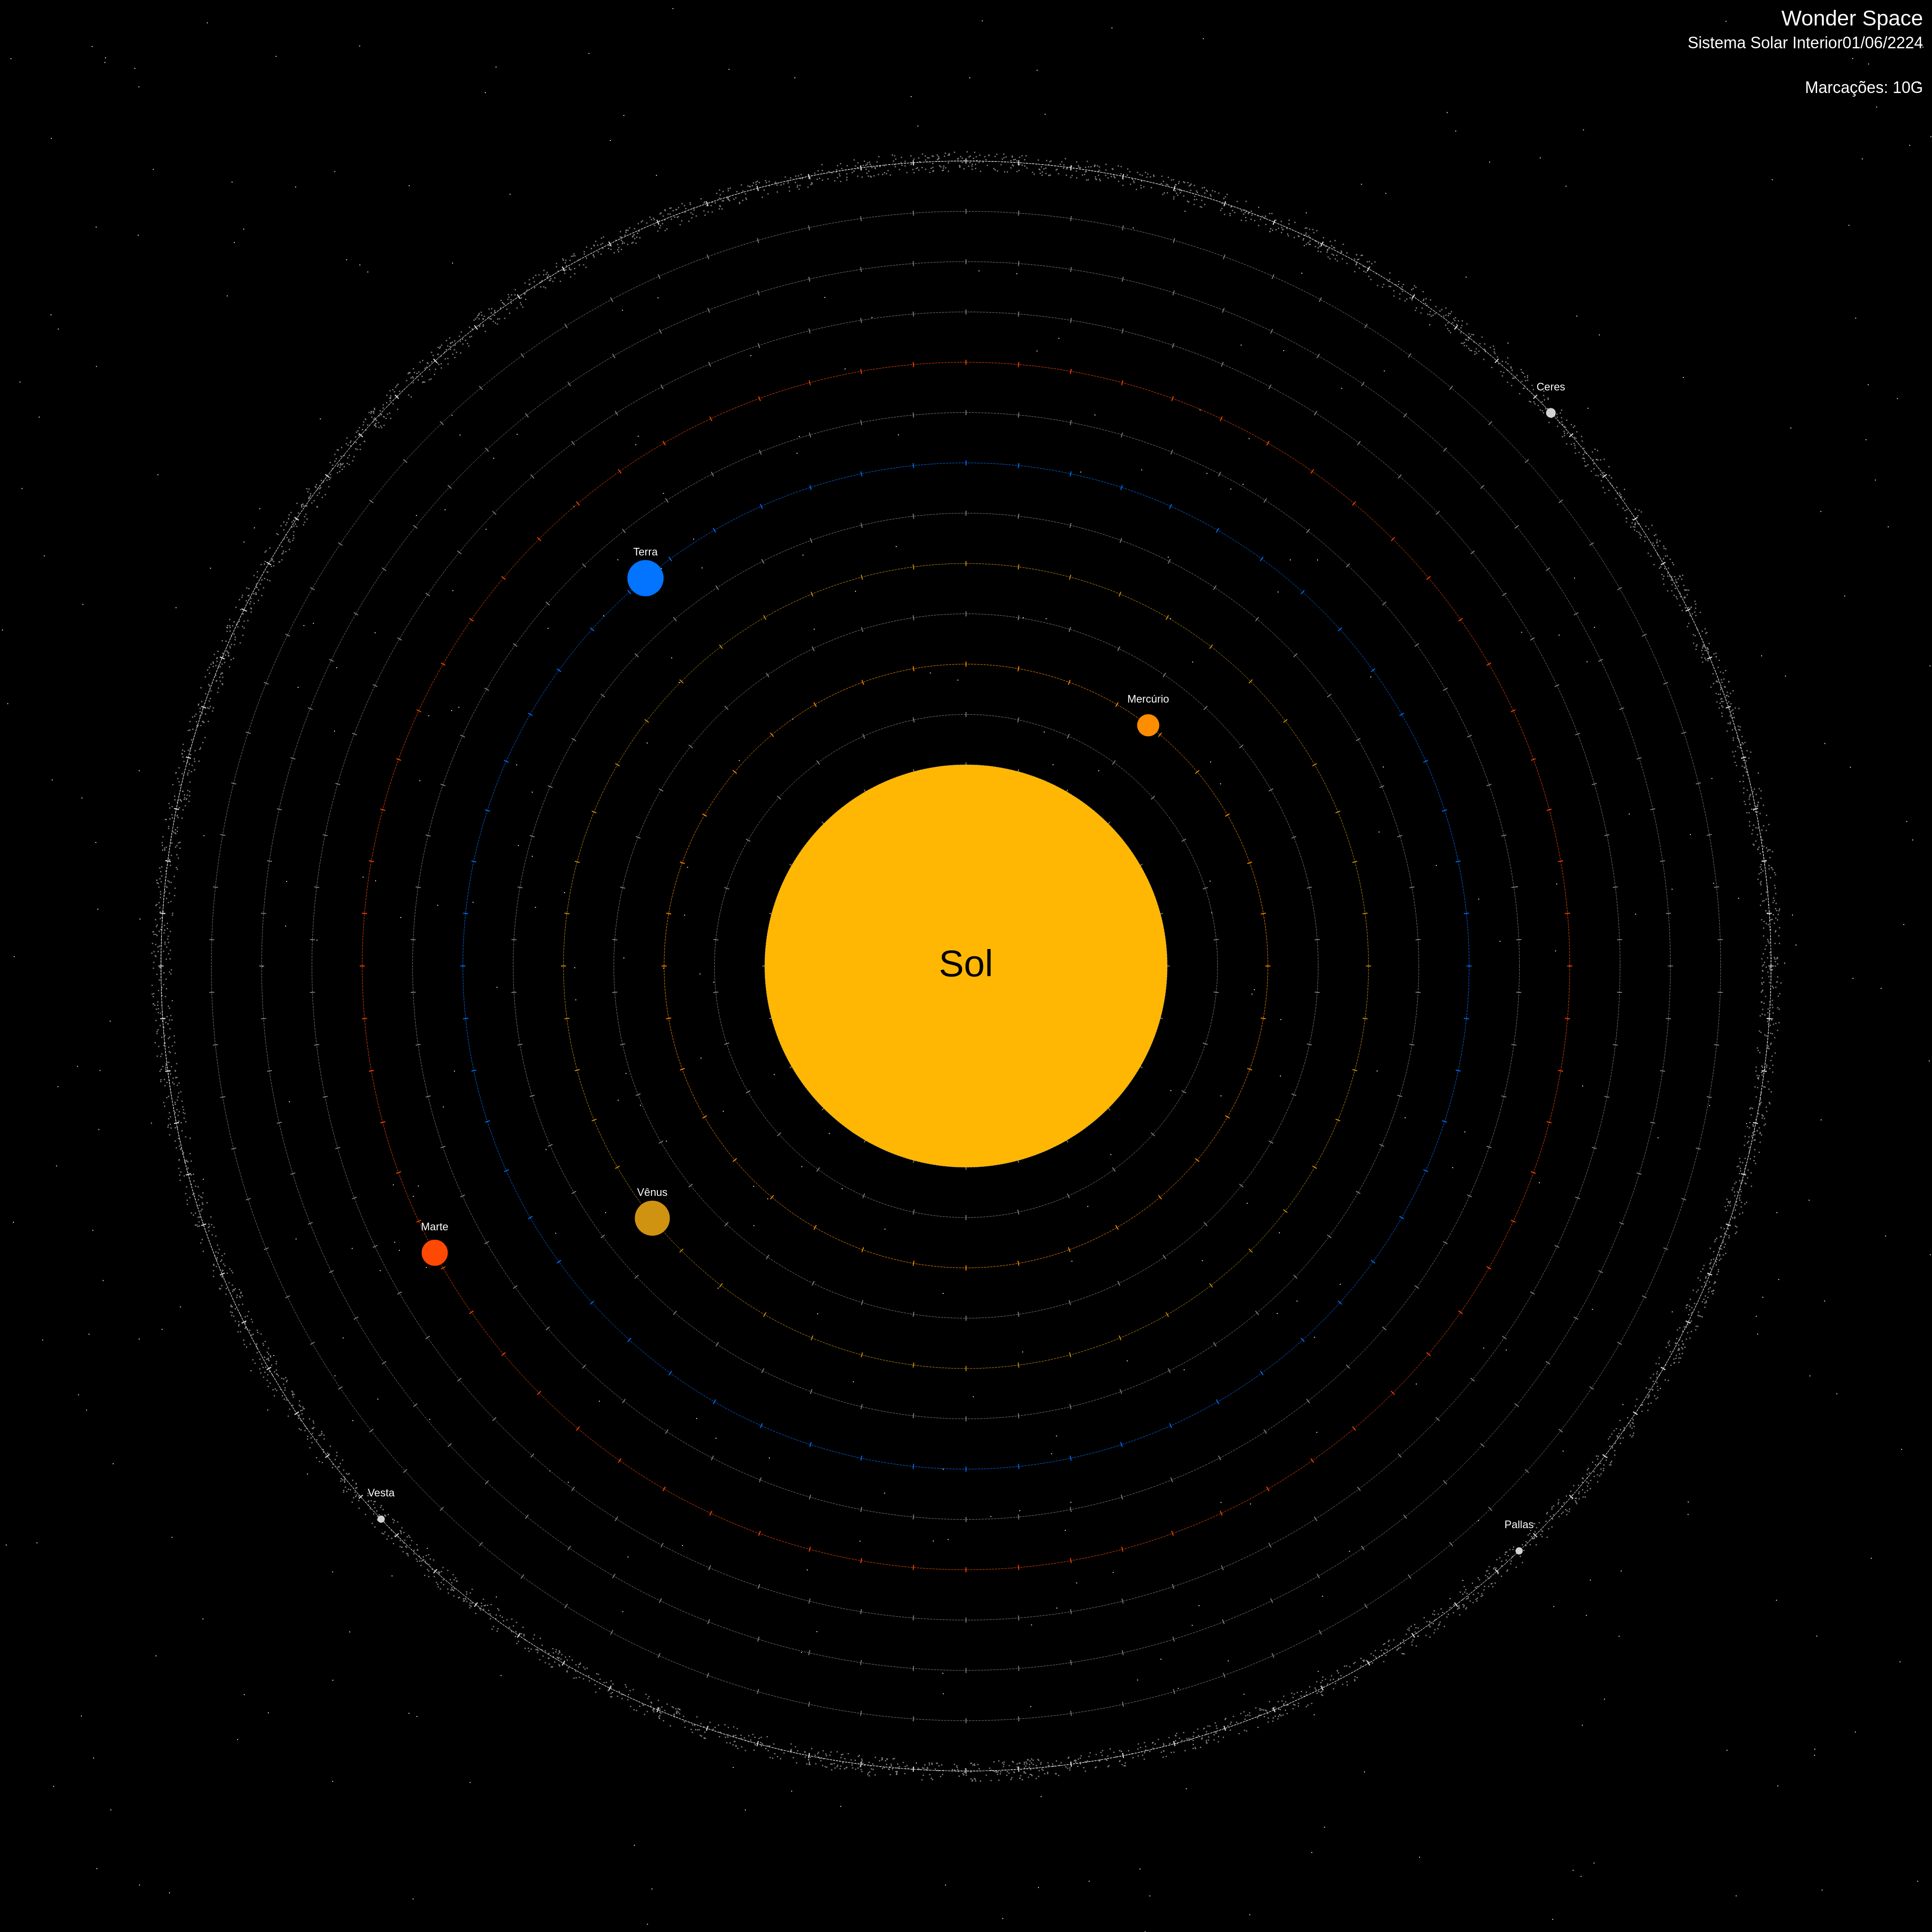 Wonder Space
Sistema Solar Interior01/06/2224
Marcações: 10G
Ceres
Terra
Mercúrio
Sol
Vênus
Marte
Vesta
Pallas